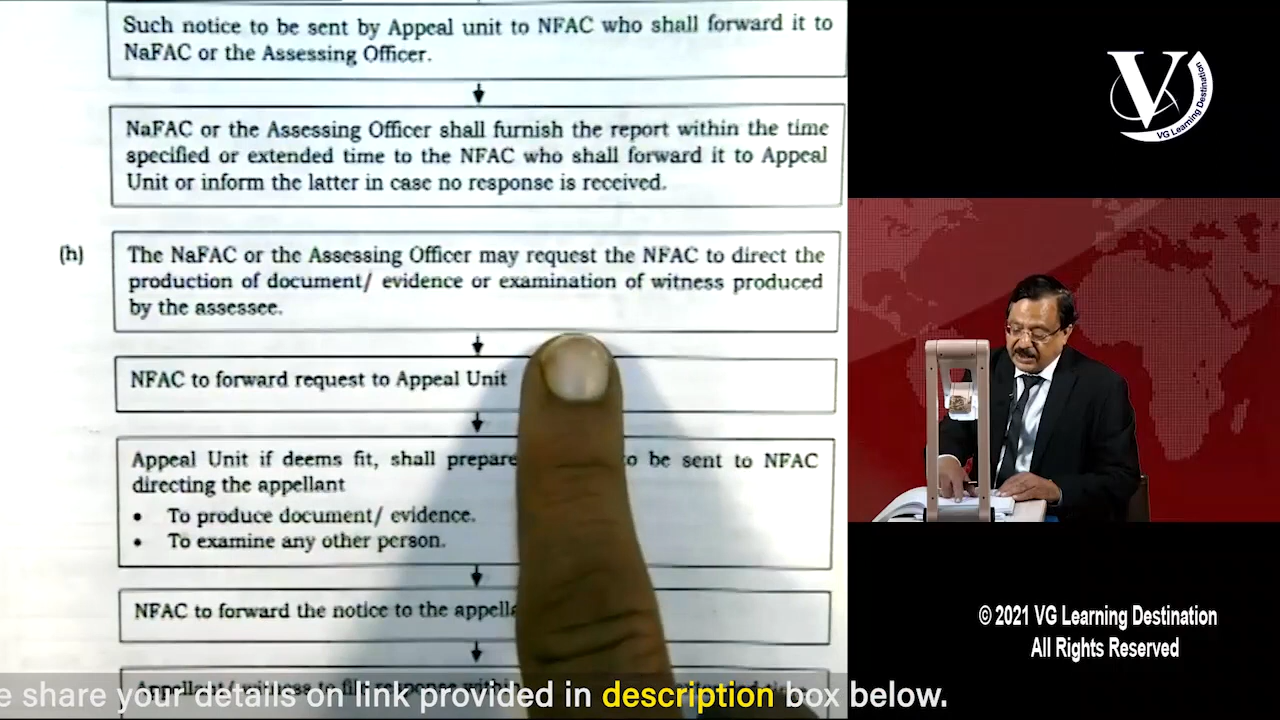 Such notice to be sent by Appeal unit to NFAC who shall forward it to
NaFAC or the Assessing Officer.
NaFAC or the Assessing Officer shall furnish the report within the time
specified or extended time to the NFAC who shall forward it to Appeal
Unit or inform the latter in case no response is received.
(h)
The NaFAC or the Assessing Officer may request the NFAC to direct the
production of document/ evidence or examination of witness produced
by the assessee.
NFAC to forward request to Appeal Unit
Appeal Unit if deems fit, shall prepare to be sent to NFAC
directing the appellant
• To produce document/ evidence.
• To examine any other person.
NFAC to forward the notice to the
Appellant/ witness to file response
V
VG Learning Destination
© 2021 VG Learning Destination
All Rights Reserved
e share your details on link provided in description box below.